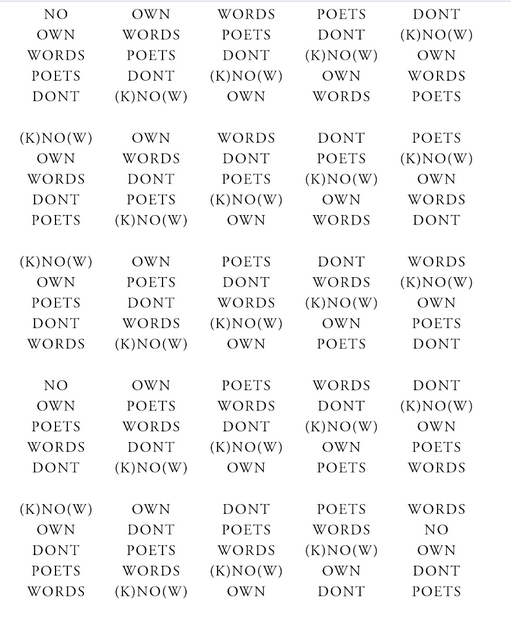 NO OWN WORDS POETS DONT
OWN WORDS POETS DONT (K)NO(W)
WORDS POETS DONT (K)NO(W) OWN
POETS DONT (K)NO(W) OWN WORDS
DONT (K)NO(W) OWN WORDS POETS
(K)NO(W) OWN WORDS DONT POETS
OWN WORDS DONT POETS (K)NO(W)
WORDS DONT POETS (K)NO(W) OWN
DONT POETS (K)NO(W) OWN WORDS
POETS (K)NO(W) OWN WORDS DONT
(K)NO(W) OWN POETS DONT WORDS
OWN POETS DONT WORDS (K)NO(W)
POETS DONT WORDS (K)NO(W) OWN
DONT WORDS (K)NO(W) OWN POETS
WORDS (K)NO(W) OWN POETS DONT
NO OWN POETS WORDS DONT
OWN POETS WORDS DONT (K)NO(W)
POETS WORDS DONT (K)NO(W) OWN
WORDS DONT (K)NO(W) OWN POETS
DONT (K)NO(W) OWN POETS WORDS
(K)NO(W) OWN DONT POETS WORDS
OWN DONT POETS WORDS NO
DONT POETS WORDS (K)NO(W) OWN
POETS WORDS (K)NO(W) OWN DONT
WORDS (K)NO(W) OWN DONT POETS